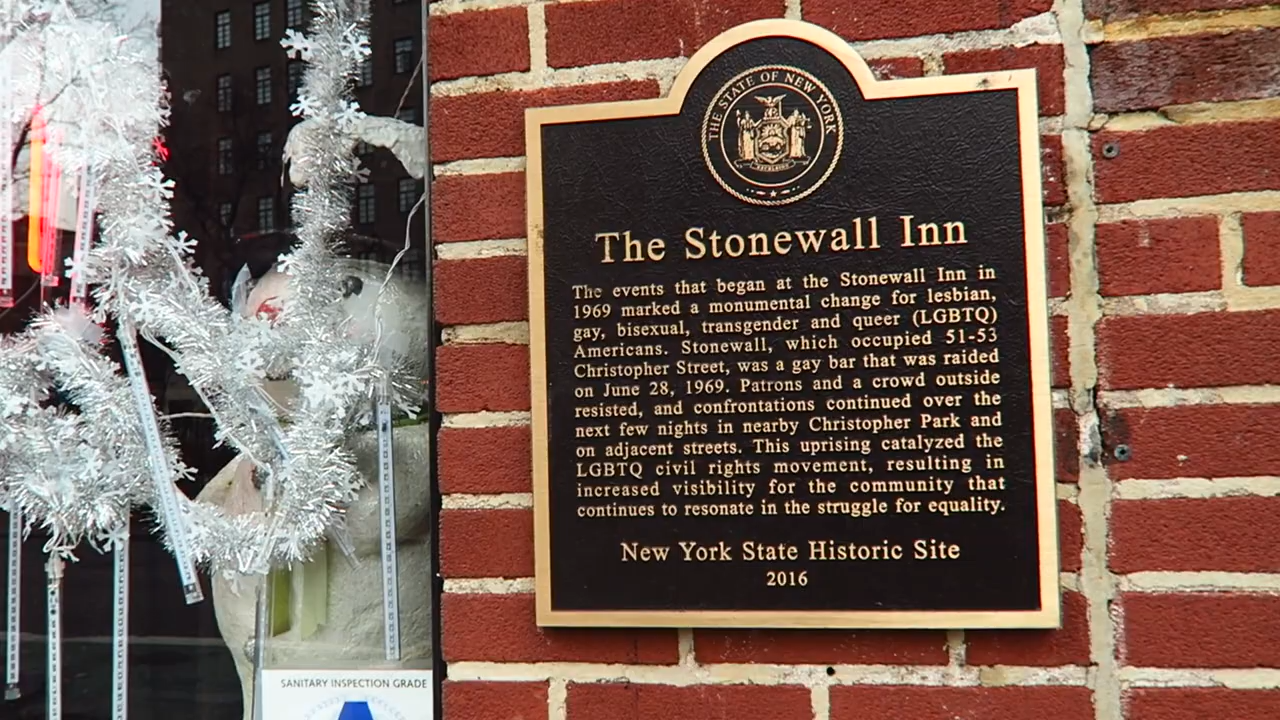 THE STATE OF NEW YORK
EXCELSIOR
The Stonewall Inn
The events that began at the Stonewall Inn in
1969 marked a monumental change for lesbian,
gay, bisexual, transgender and queer (LGBTQ)
Americans. Stonewall, which occupied 51-53
Christopher Street, was a gay bar that was raided
on June 28, 1969. Patrons and a crowd outside
resisted, and confrontations continued over the
next few nights in nearby Christopher Park and
on adjacent streets. This uprising catalyzed the
LGBTQ civil rights movement, resulting in
increased visibility for the community that
continues to resonate in the struggle for equality.
New York State Historic Site
2016
SANITARY INSPECTION GRADE